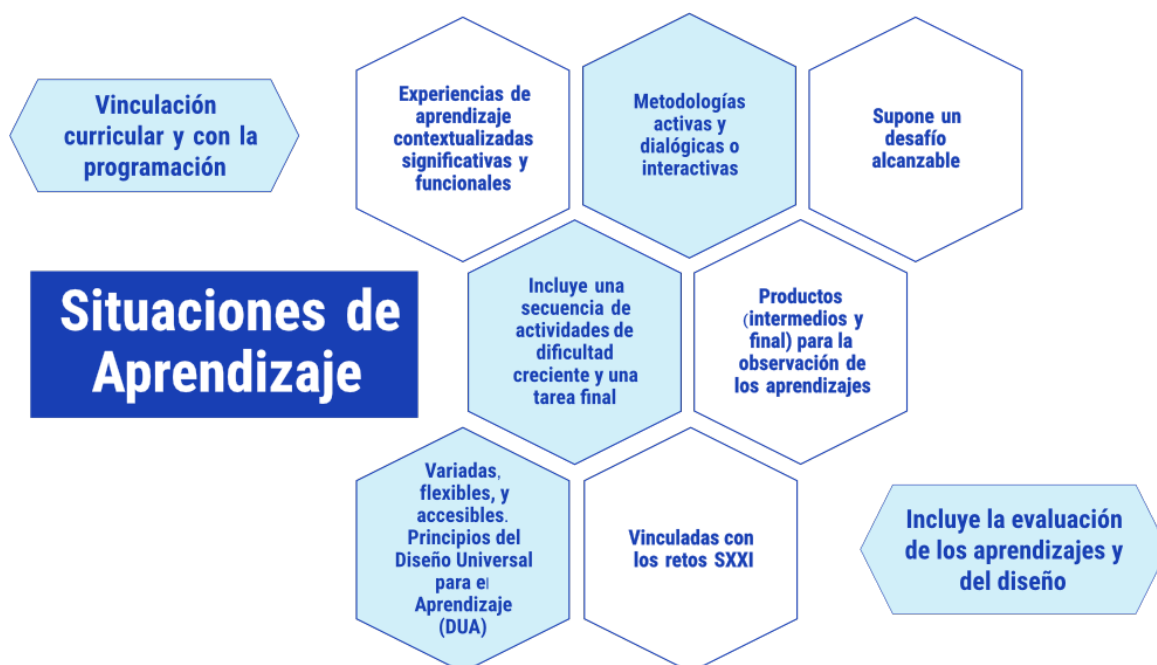 Vinculación
curricular y con la
programación
Experiencias de
aprendizaje
contextualizadas
significativas y
funcionales
Metodologías
activas y
dialógicas o
interactivas
Supone un
desafío
alcanzable
Situaciones de
Aprendizaje
Incluye una
secuencia de
actividades de
dificultad
creciente y una
tarea final
Productos
(intermedios y
final) para la
observación de
los aprendizajes
Variadas,
flexibles, y
accesibles.
Principios del
Diseño Universal
para el
Aprendizaje
(DUA)
Vinculadas con
los retos SXXI
Incluye la evaluación
de los aprendizajes y
del diseño